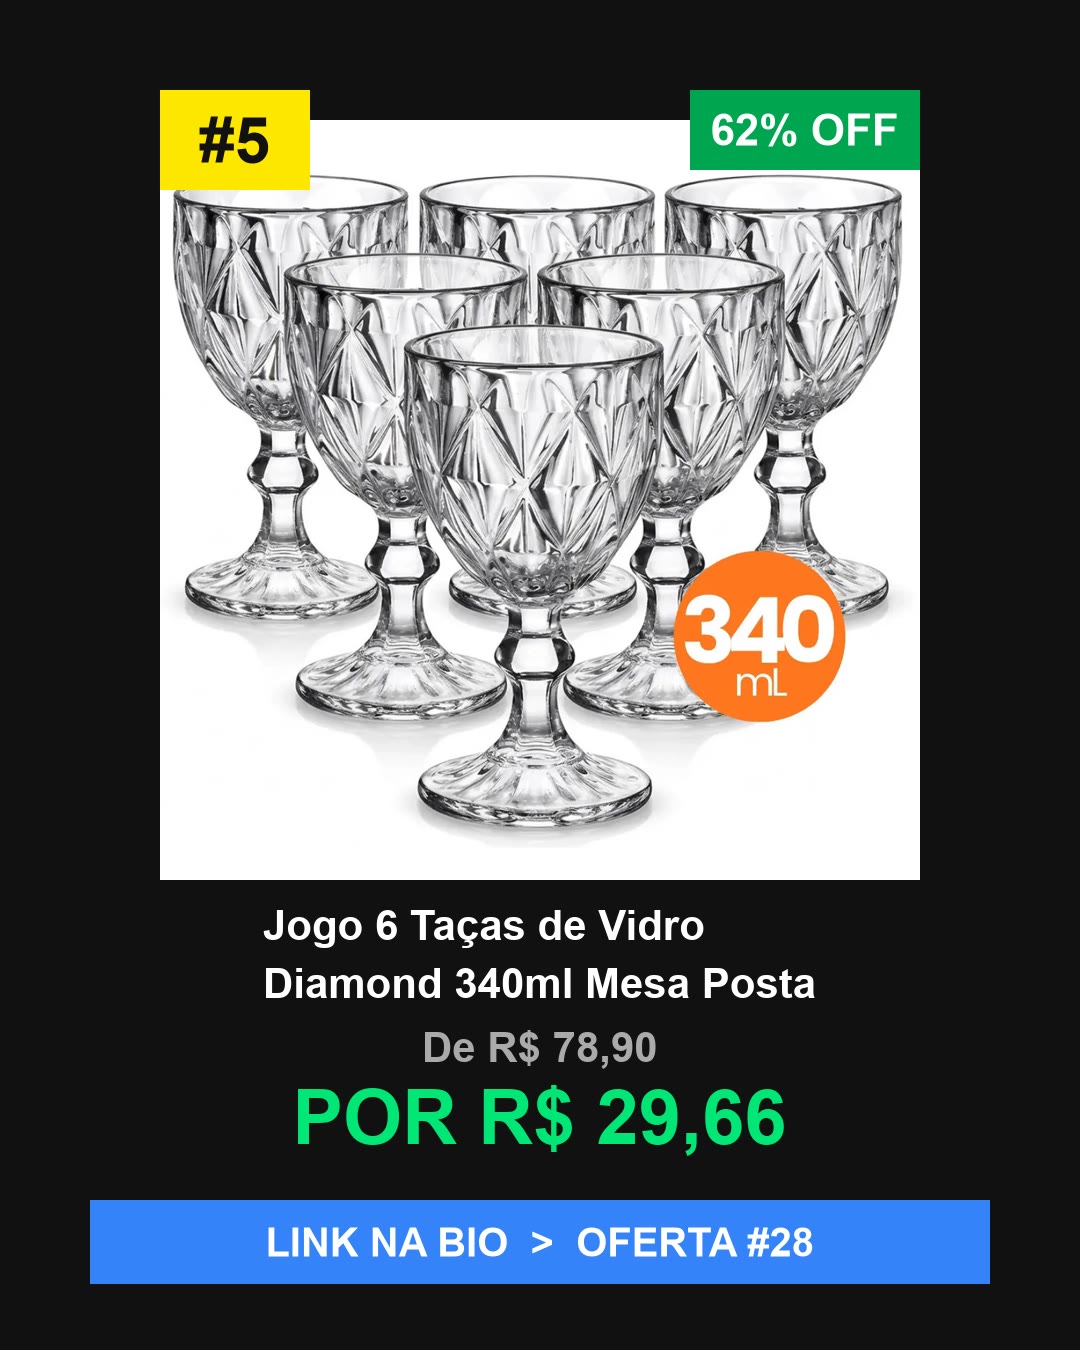 #5
62% OFF
340
mL
Jogo 6 Taças de Vidro
Diamond 340ml Mesa Posta
De R$ 78,90
POR R$ 29,66
LINK NA BIO > OFERTA #28